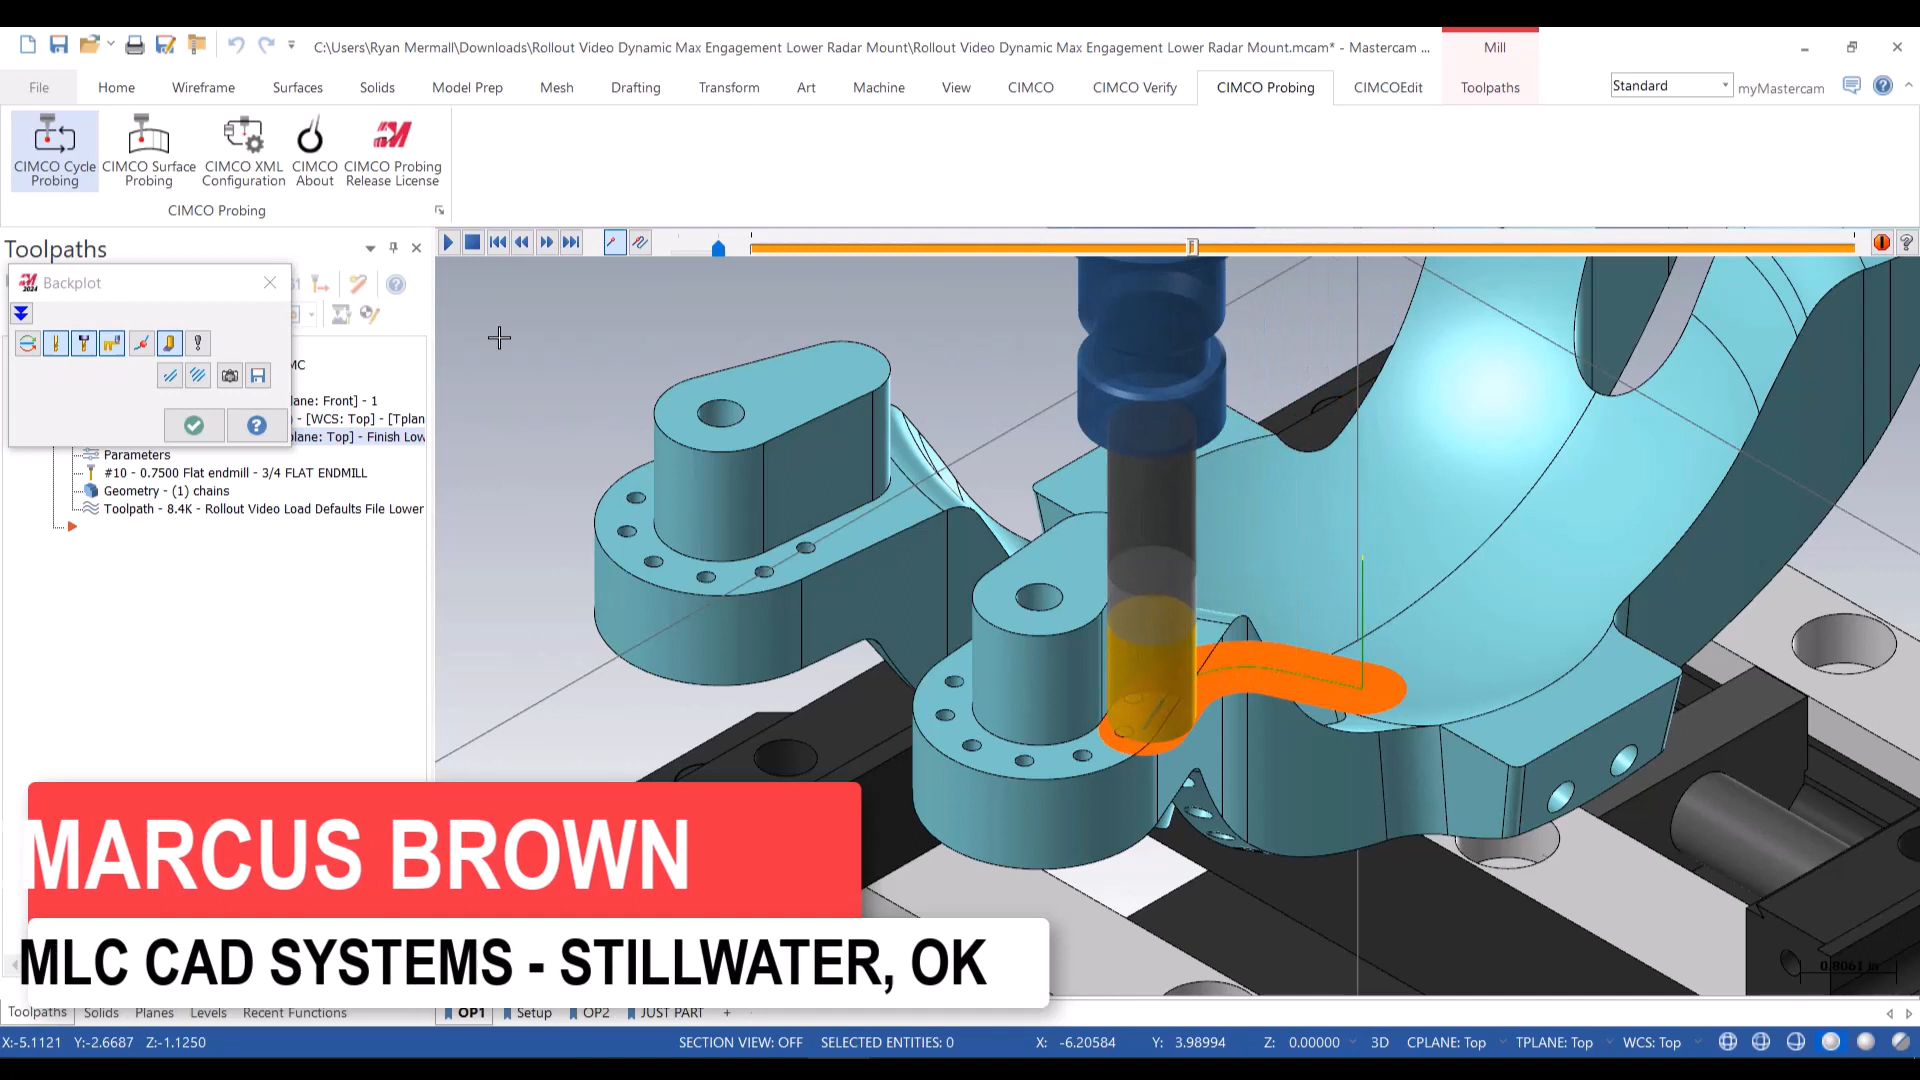 C:\Users\Ryan Mermall\Downloads\Rollout Video Dynamic Max Engagement Lower Radar Mount\Rollout Video Dynamic Max Engagement Lower Radar Mount.mcam* - Mastercam ...
Mill
File
Home
Wireframe
Surfaces
Solids
Model Prep
Mesh
Drafting
Transform
Art
Machine
View
CIMCO
CIMCO Verify
CIMCO Probing
CIMCOEdit
Toolpaths
Standard
myMastercam
CIMCO Cycle
Probing
CIMCO Surface
Probing
CIMCO XML
Configuration
CIMCO
About
CIMCO Probing
Release License
CIMCO Probing
Toolpaths
Backplot
2024
MC
lane: Front] - 1
- [WCS: Top] - [Tplan
plane: Top] - Finish Low
Parameters
#10 - 0.7500 Flat endmill - 3/4 FLAT ENDMILL
Geometry - (1) chains
Toolpath - 8.4K - Rollout Video Load Defaults File Lower
MARCUS BROWN
MLC CAD SYSTEMS - STILLWATER, OK
0.8061 in
Toolpaths
Solids
Planes
Levels
Recent Functions
OP1
Setup
OP2
JUST PART
+
X:-5.1121 Y:-2.6687 Z:-1.1250
SECTION VIEW: OFF
SELECTED ENTITIES: 0
X: -6.20584
Y: 3.98994
Z: 0.00000
3D
CPLANE: Top
TPLANE: Top
WCS: Top